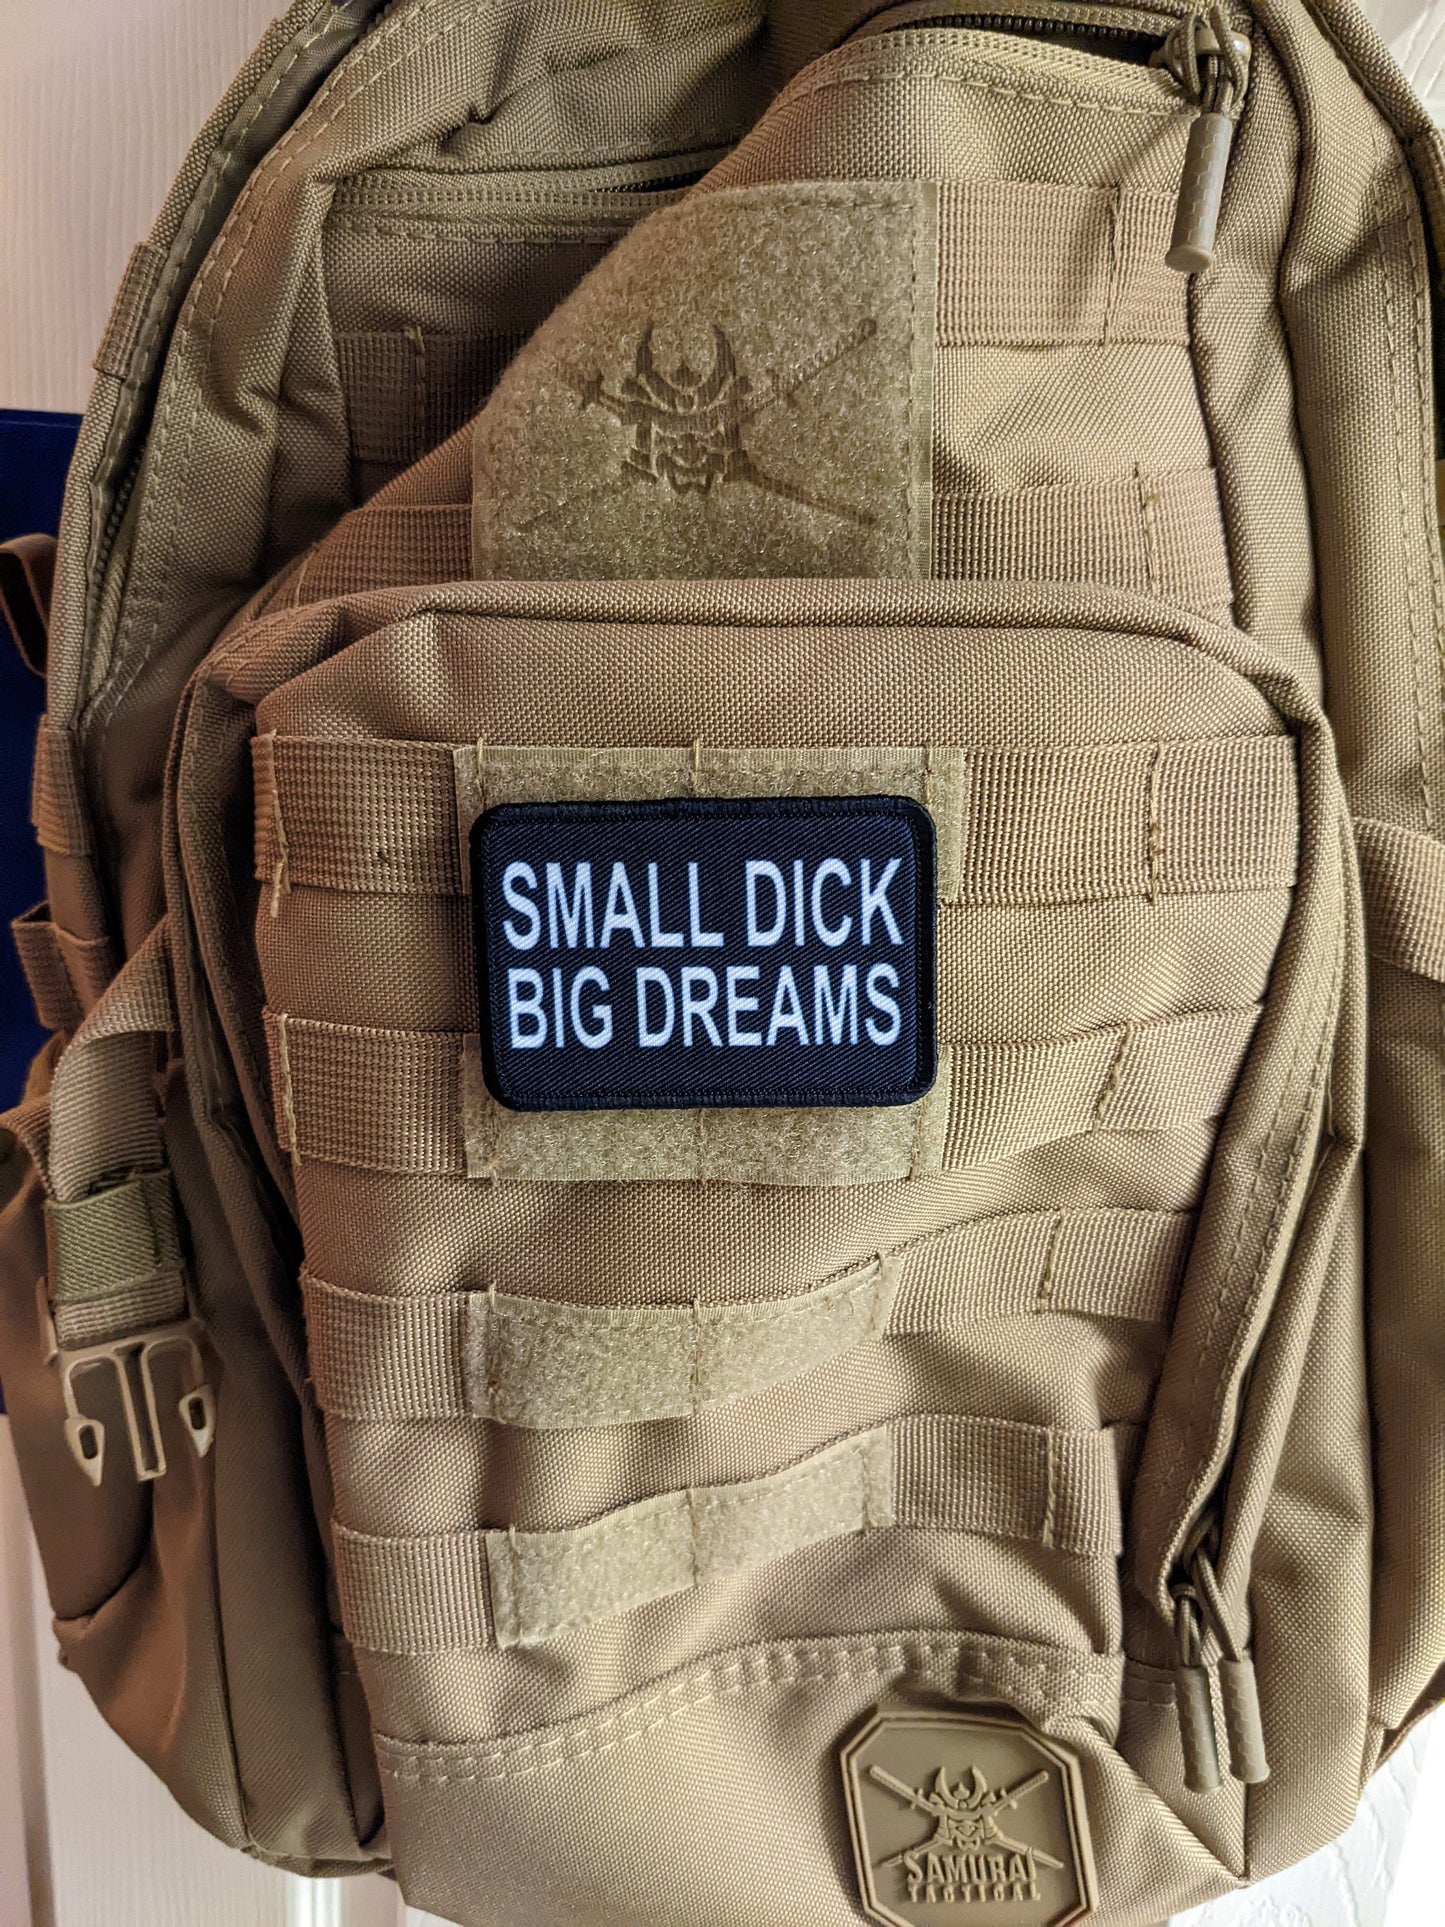 SMALL DICK
BIG DREAMS
SAMURAI
TACTICAL